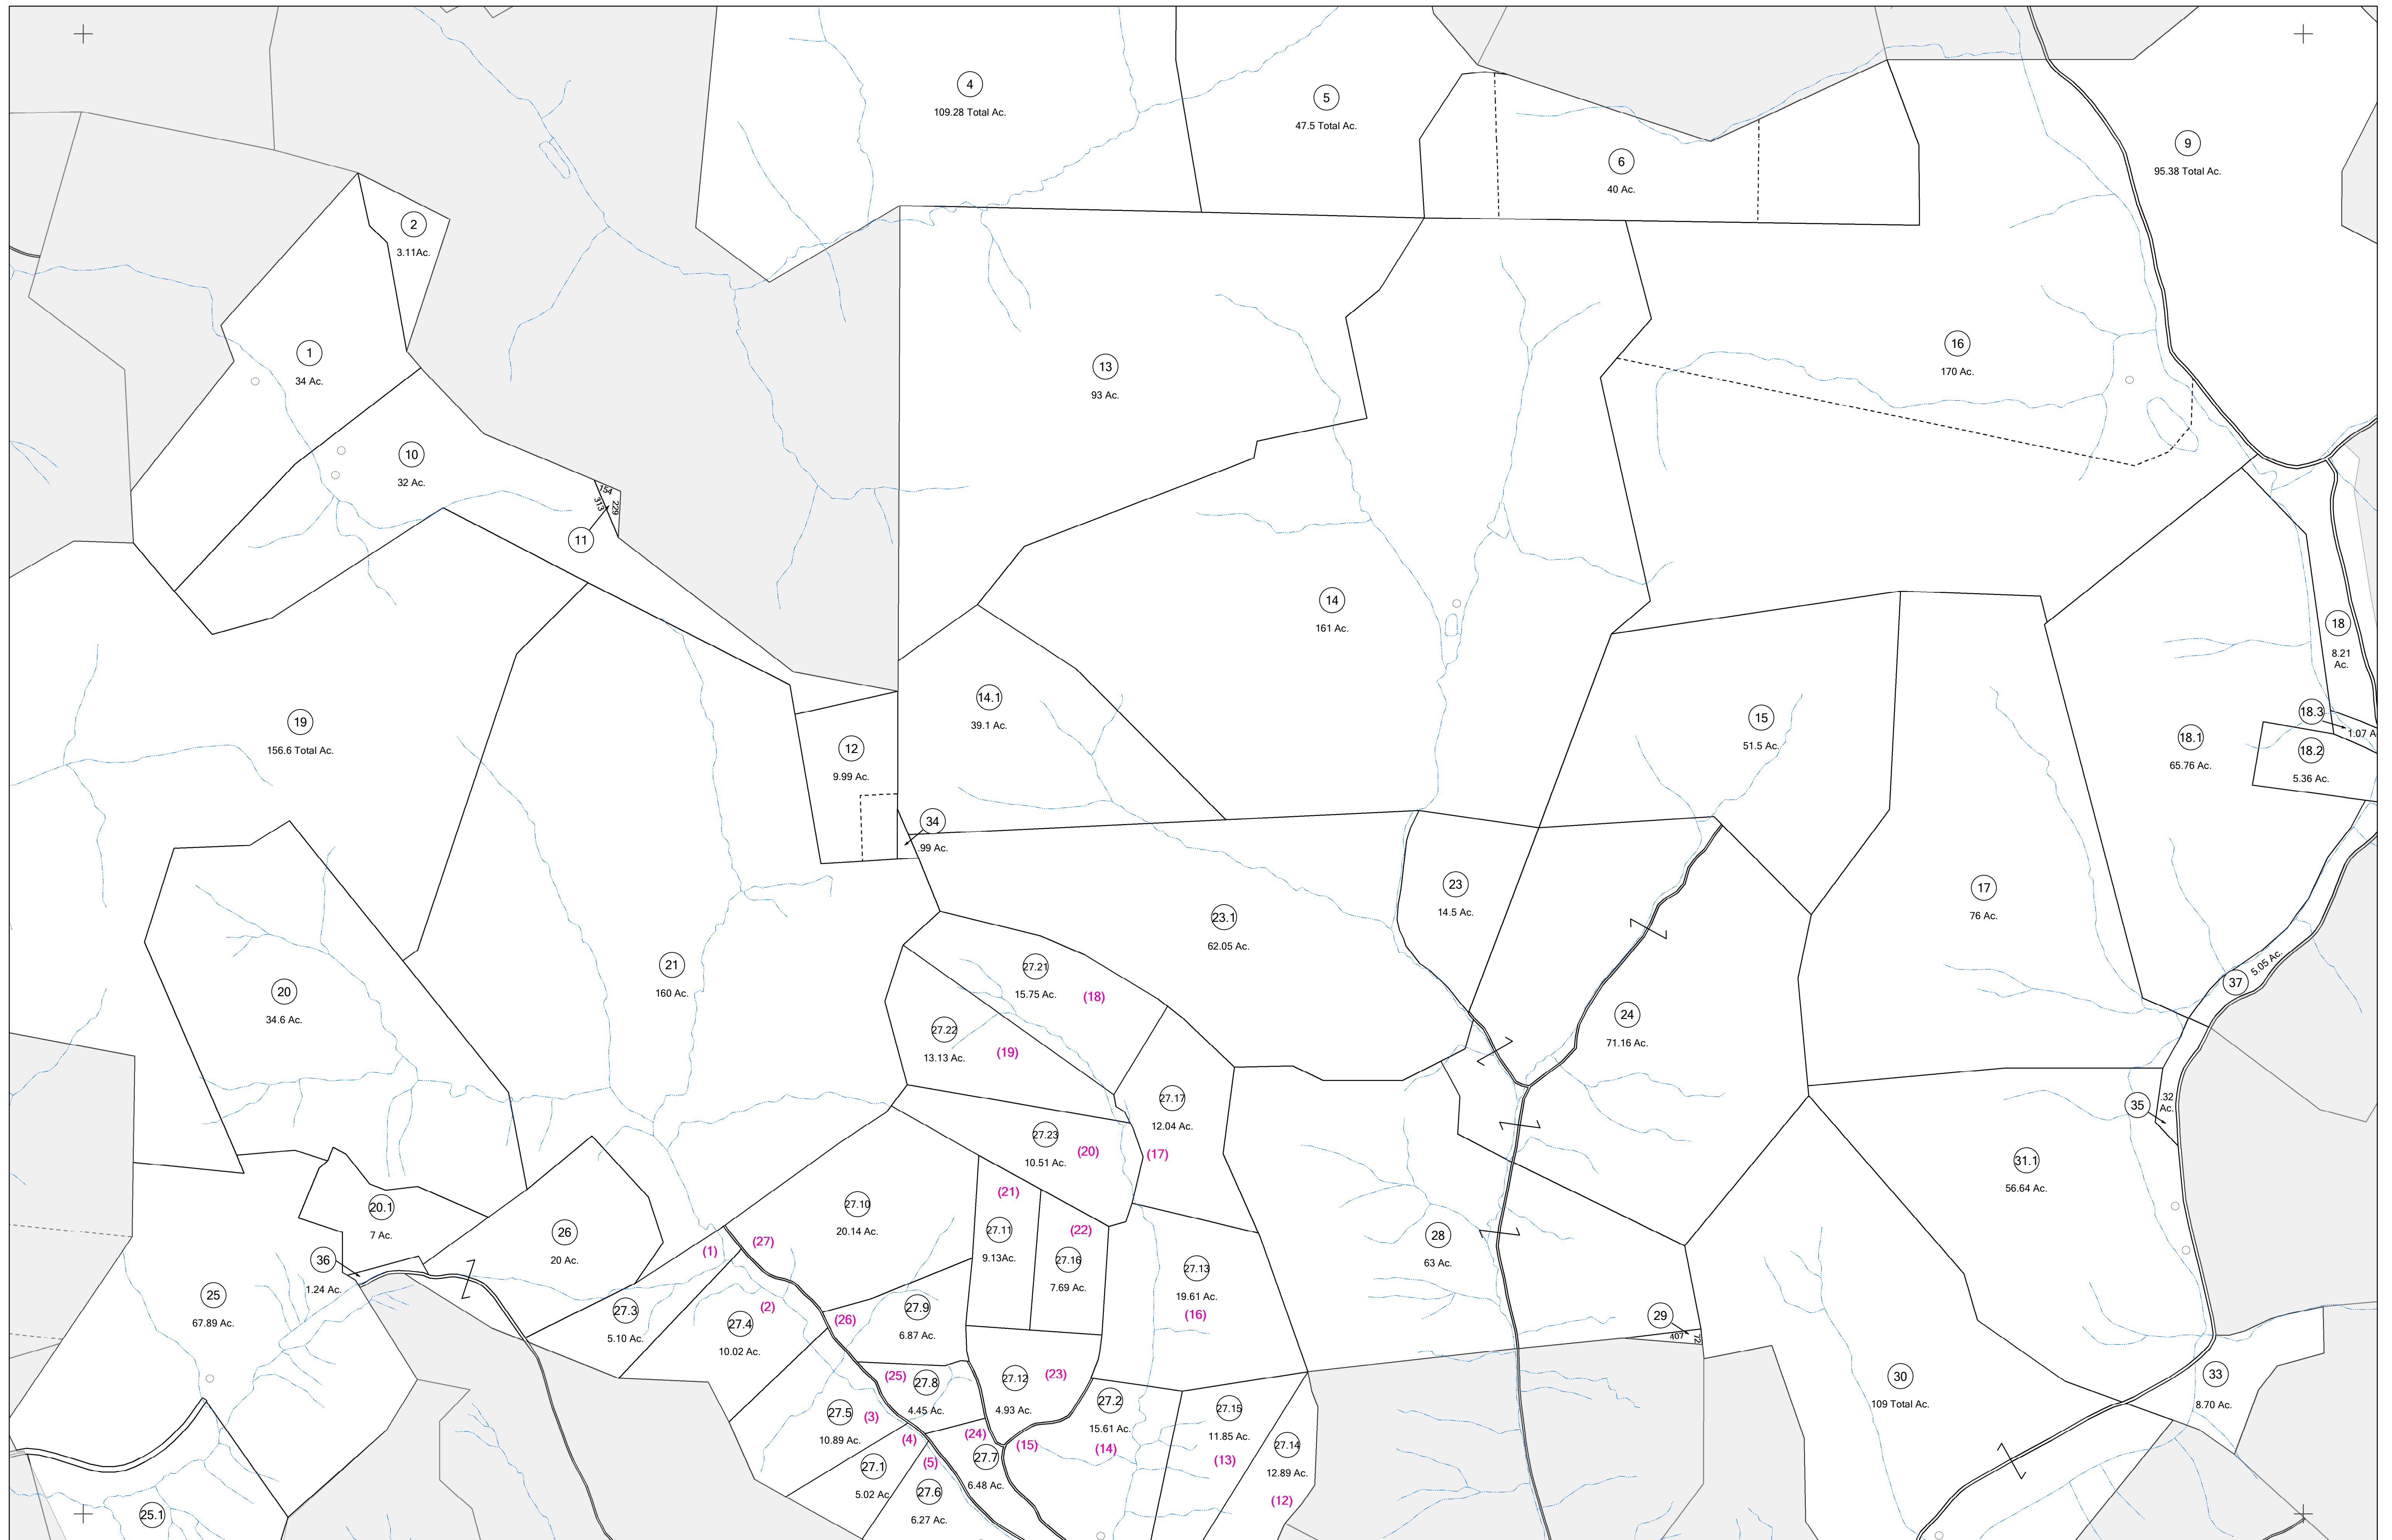 4
109.28 Total Ac.
5
47.5 Total Ac.
6
40 Ac.
9
95.38 Total Ac.
2
3.11Ac.
1
34 Ac.
13
93 Ac.
16
170 Ac.
10
32 Ac.
154
313
229
11
14
161 Ac.
18
8.21
Ac.
14.1
39.1 Ac.
15
51.5 Ac.
18.3
1.07 A
18.1
65.76 Ac.
18.2
5.36 Ac.
19
156.6 Total Ac.
12
9.99 Ac.
34
.99 Ac.
23
14.5 Ac.
17
76 Ac.
23.1
62.05 Ac.
21
160 Ac.
27.21
15.75 Ac.
(18)
20
34.6 Ac.
37
5.05 Ac.
24
71.16 Ac.
27.22
13.13 Ac.
(19)
27.17
12.04 Ac.
(17)
35
.32
Ac.
27.23
10.51 Ac.
(20)
31.1
56.64 Ac.
20.1
7 Ac.
26
20 Ac.
27.10
20.14 Ac.
(21)
27.11
9.13Ac.
(22)
27.16
7.69 Ac.
28
63 Ac.
(1)
(27)
36
1.24 Ac.
25
67.89 Ac.
27.13
19.61 Ac.
(16)
27.3
5.10 Ac.
(2)
27.4
10.02 Ac.
(26)
27.9
6.87 Ac.
29
407
72
30
109 Total Ac.
33
8.70 Ac.
(25)
27.8
4.45 Ac.
27.12
4.93 Ac.
(23)
27.2
15.61 Ac.
(14)
27.15
11.85 Ac.
(13)
27.5
10.89 Ac.
(3)
(4)
(24)
(15)
27.14
12.89 Ac.
(12)
27.1
5.02 Ac.
(5)
27.7
6.48 Ac.
27.6
6.27 Ac.
25.1